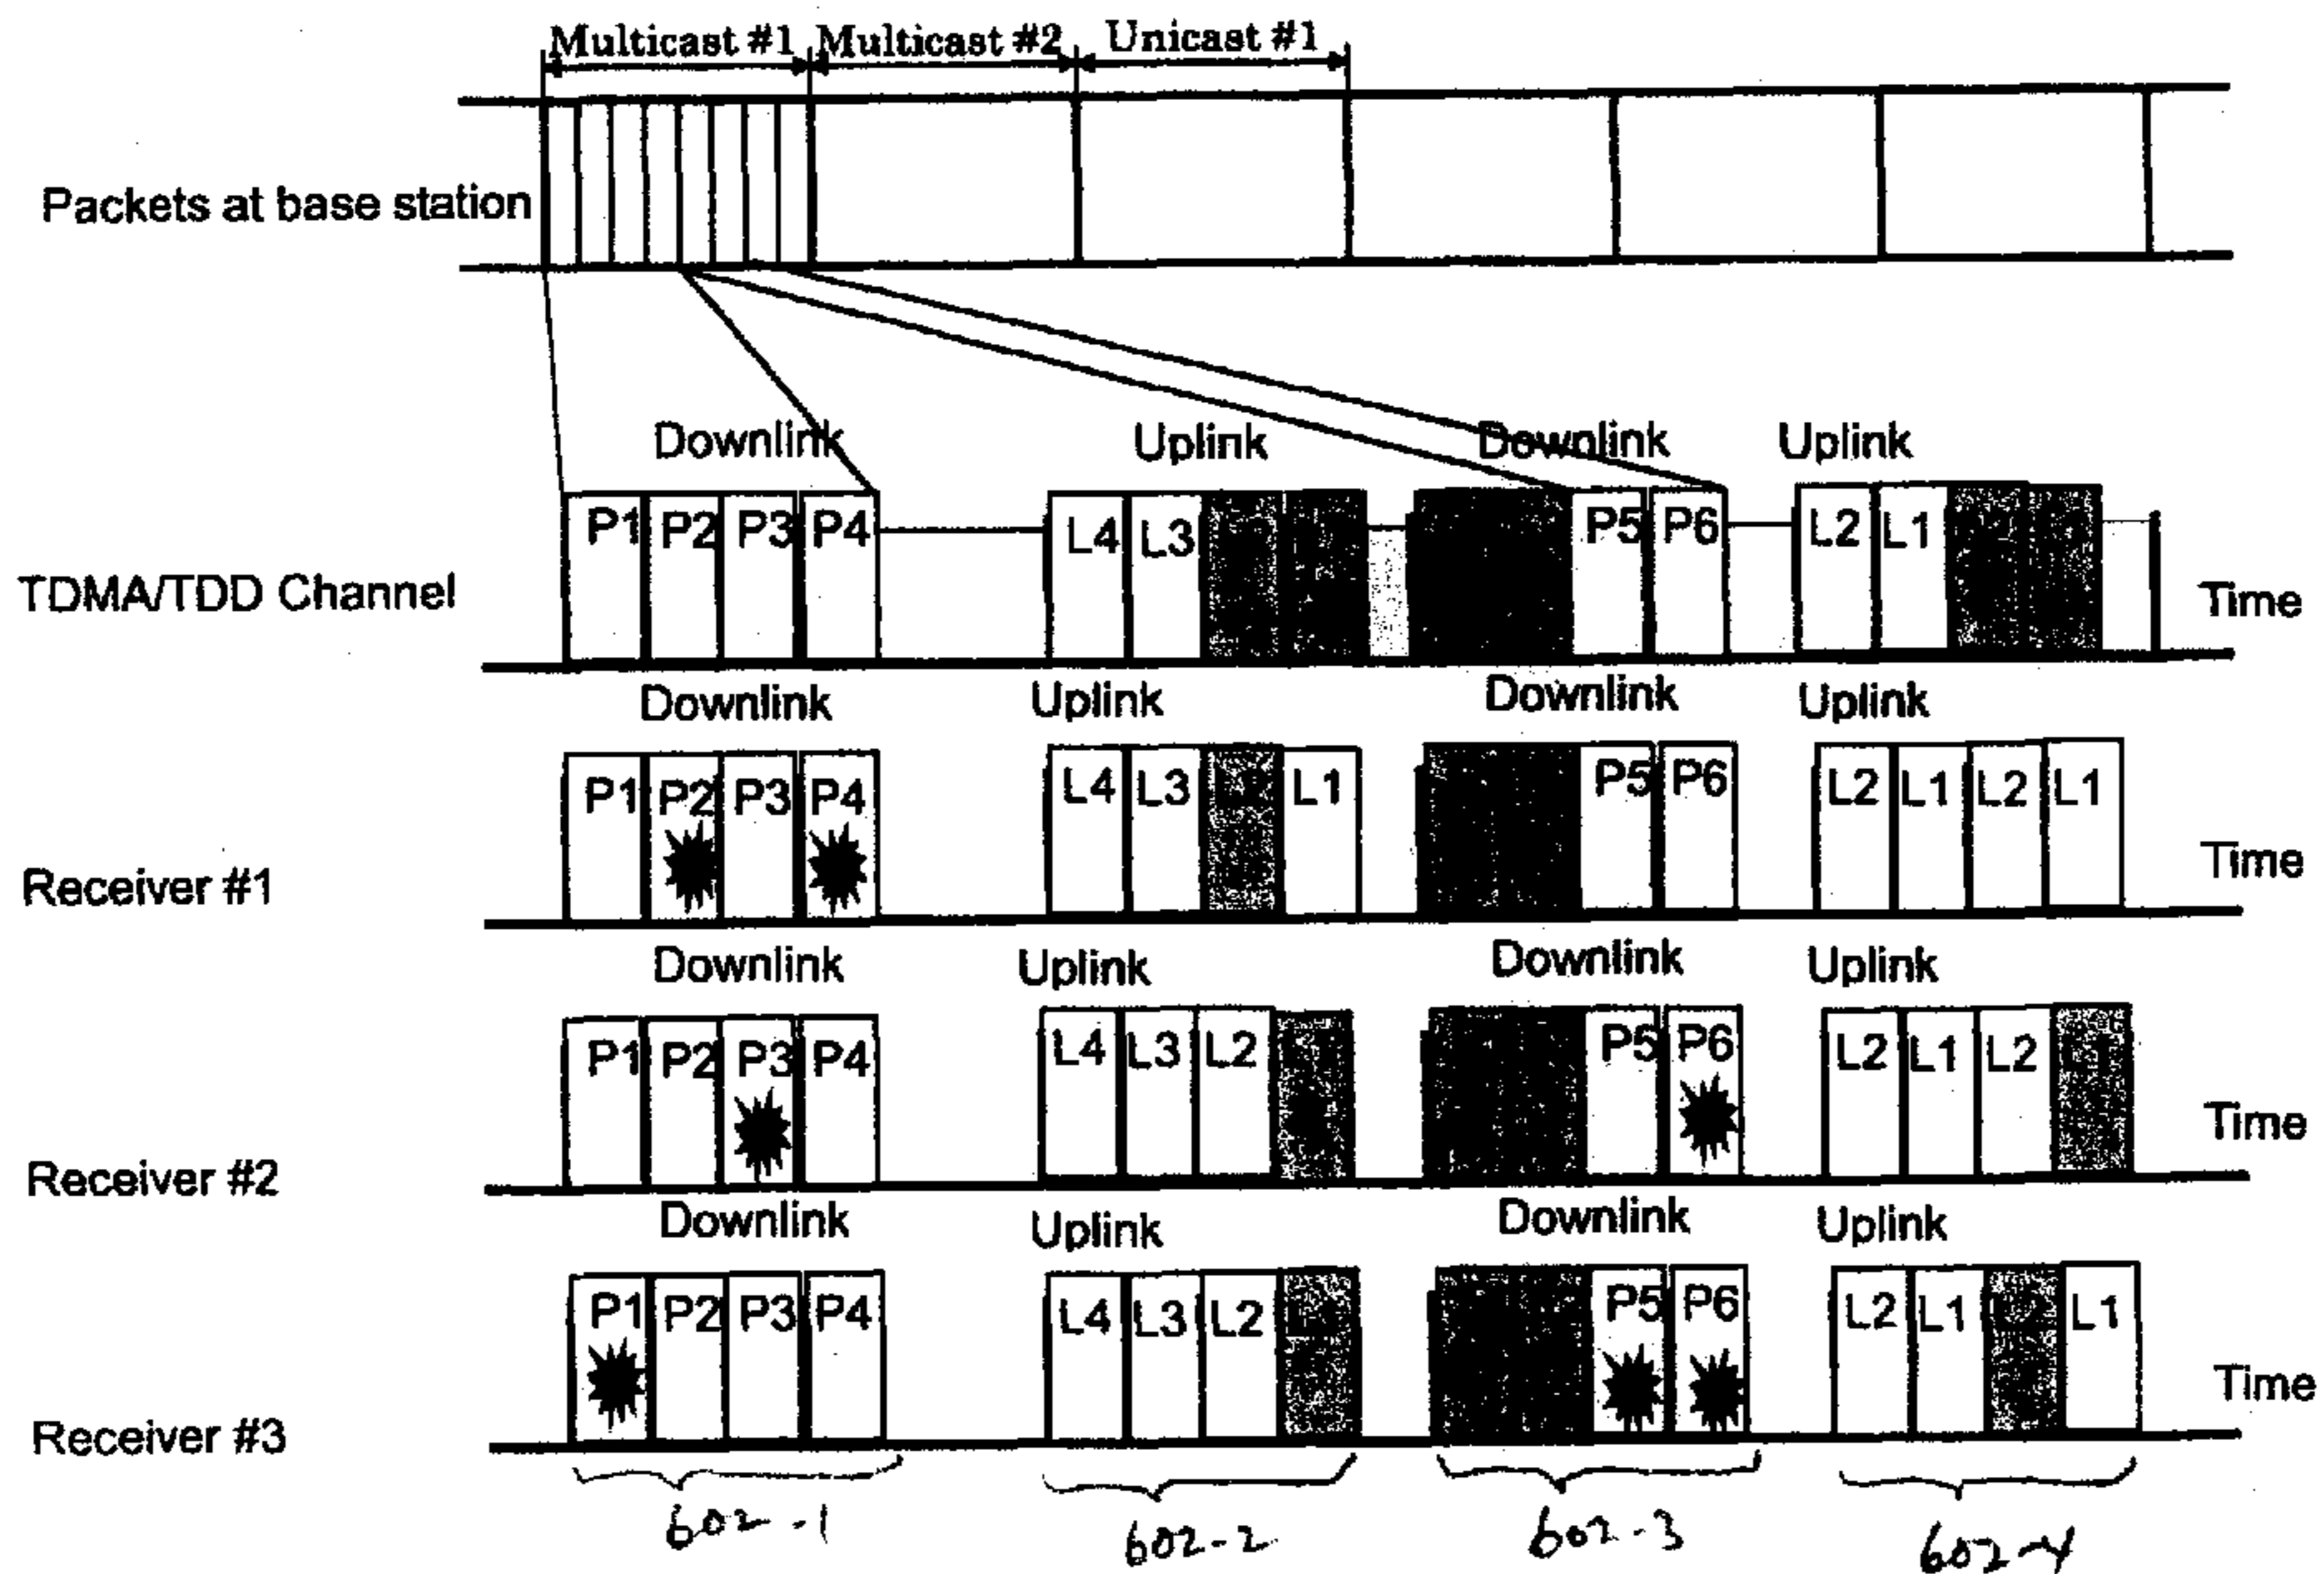 Multicast #1 Multicast #2 Unicast #1
Packets at base station
Downlink Uplink Downlink Uplink
P1 P2 P3 P4 L4 L3 P5 P6 L2 L1
TDMA/TDD Channel Time
Downlink Uplink Downlink Uplink
P1 P2 P3 P4 L4 L3 L1 P5 P6 L2 L1 L2 L1
Receiver #1 Time
Downlink Uplink Downlink Uplink
P1 P2 P3 P4 L4 L3 L2 P5 P6 L2 L1 L2
Receiver #2 Time
Downlink Uplink Downlink Uplink
P1 P2 P3 P4 L4 L3 L2 P5 P6 L2 L1 L2 L1
Receiver #3 Time
602-1 602-2 602-3 602-4